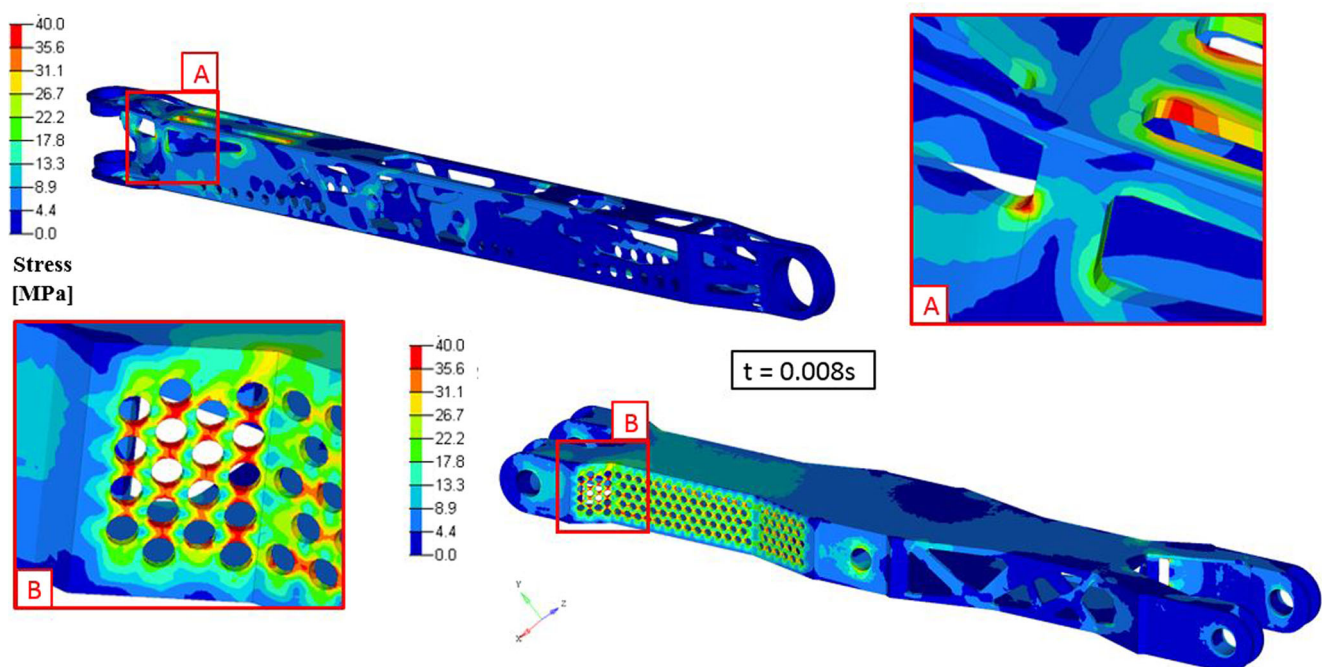 40.0
35.6
31.1
26.7
22.2
17.8
13.3
8.9
4.4
0.0
Stress
[MPa]
A
A
B
40.0
35.6
31.1
26.7
22.2
17.8
13.3
8.9
4.4
0.0
t = 0.008s
B
Y
Z
X